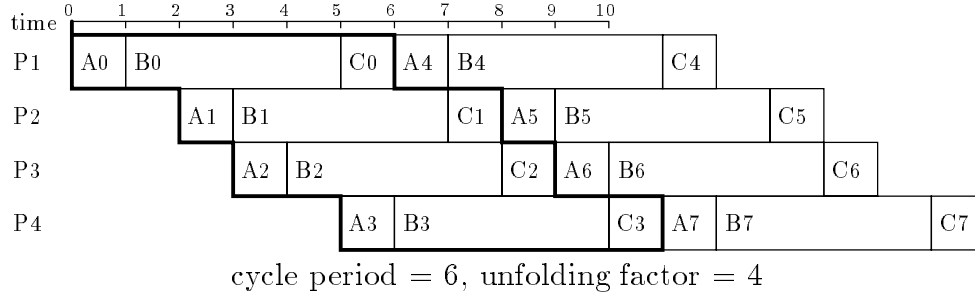 time 0 1 2 3 4 5 6 7 8 9 10
P1 A0 B0 C0 A4 B4 C4
P2 A1 B1 C1 A5 B5 C5
P3 A2 B2 C2 A6 B6 C6
P4 A3 B3 C3 A7 B7 C7
cycle period = 6, unfolding factor = 4